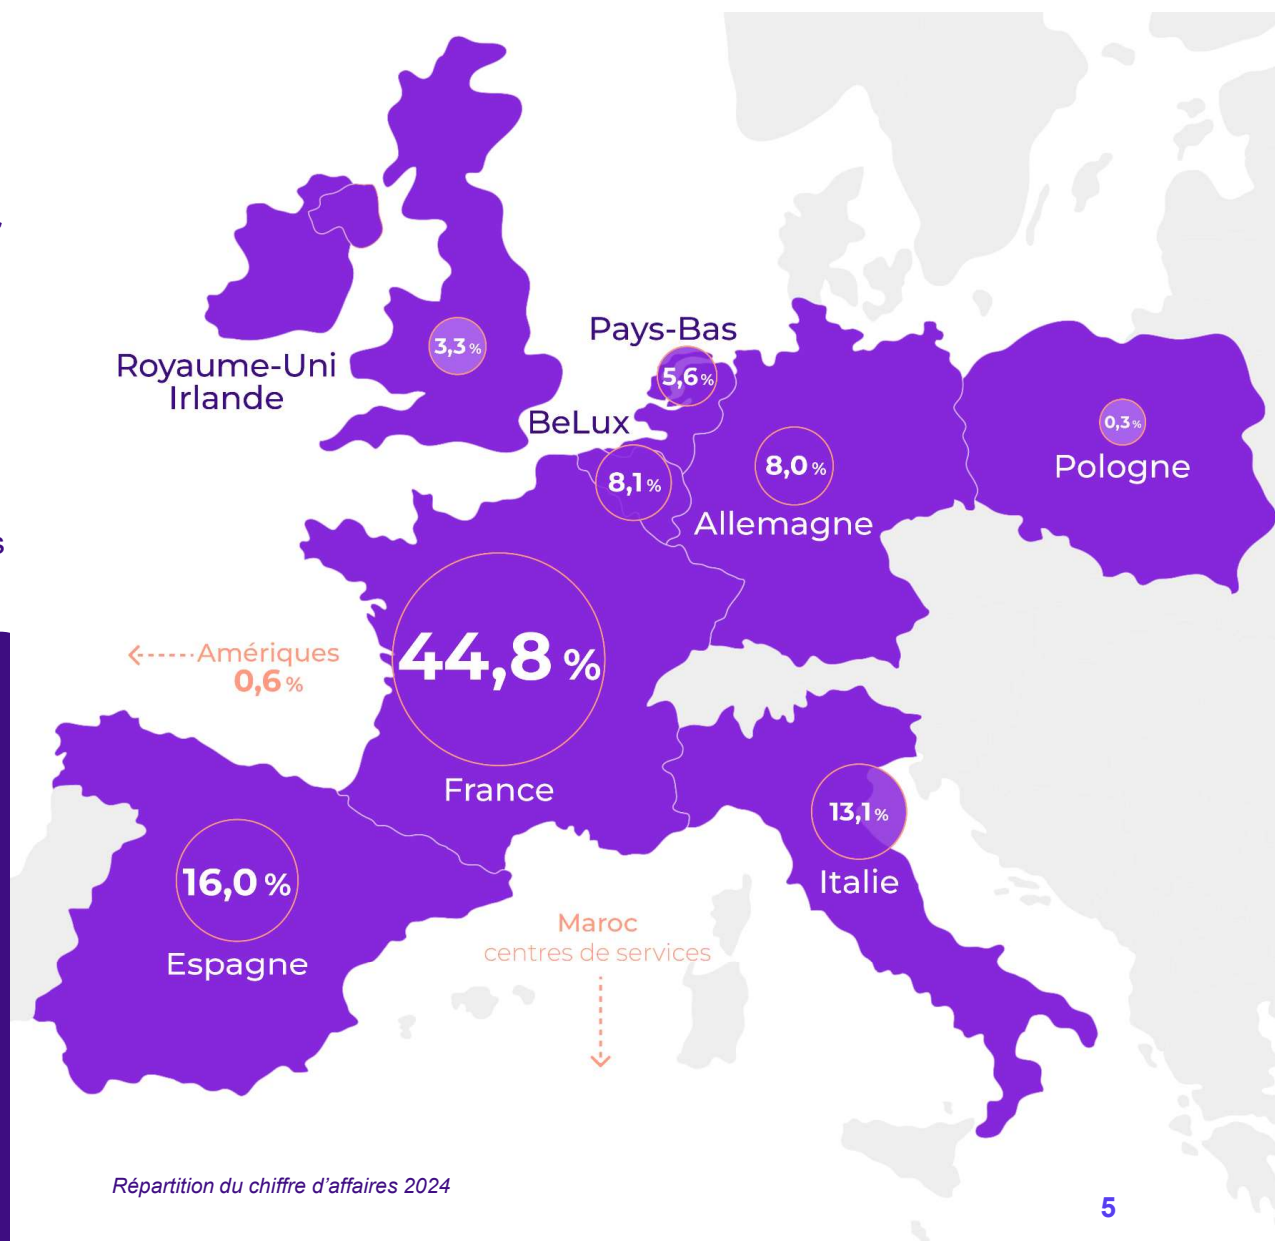 Royaume-Uni
Irlande
3,3 %
Pays-Bas
5,6 %
BeLux
8,1 %
8,0 %
Allemagne
0,3 %
Pologne
Amériques
0,6 %
44,8 %
France
16,0 %
Espagne
13,1 %
Italie
Maroc
centres de services
Répartition du chiffre d’affaires 2024
5